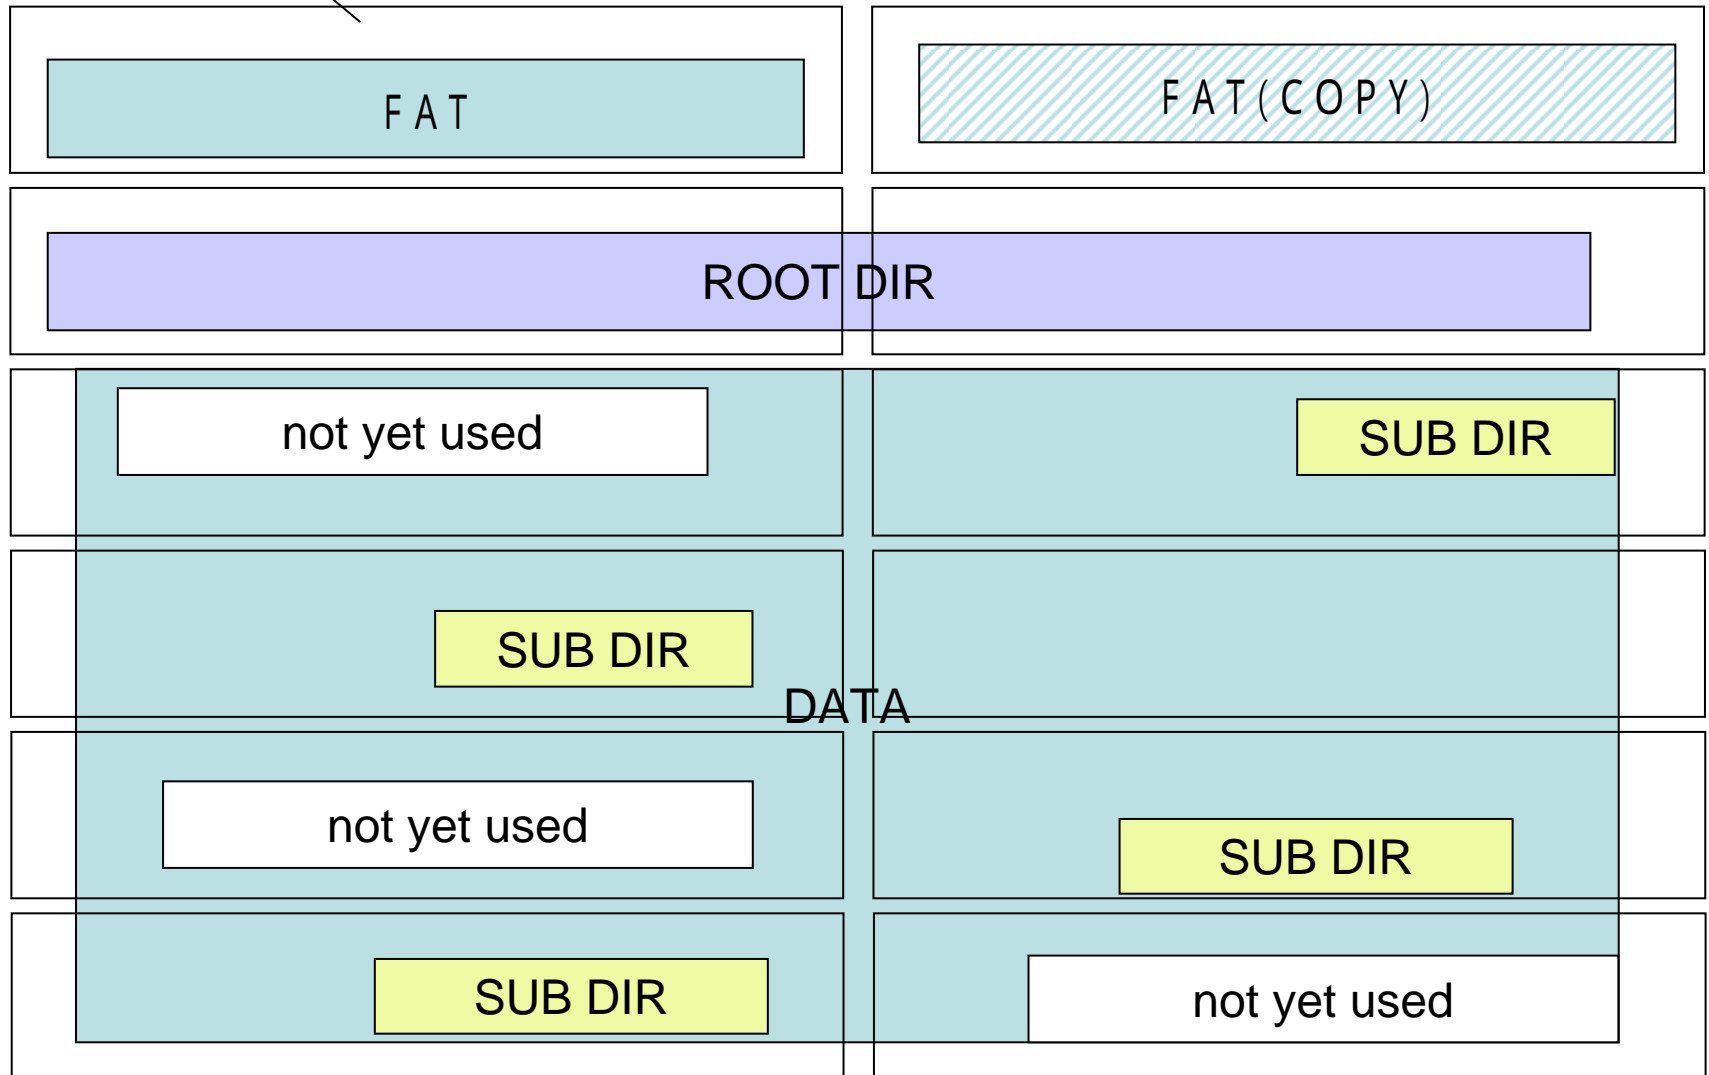 FAT
FAT(COPY)
ROOT DIR
not yet used
SUB DIR
SUB DIR
DATA
not yet used
SUB DIR
SUB DIR
not yet used